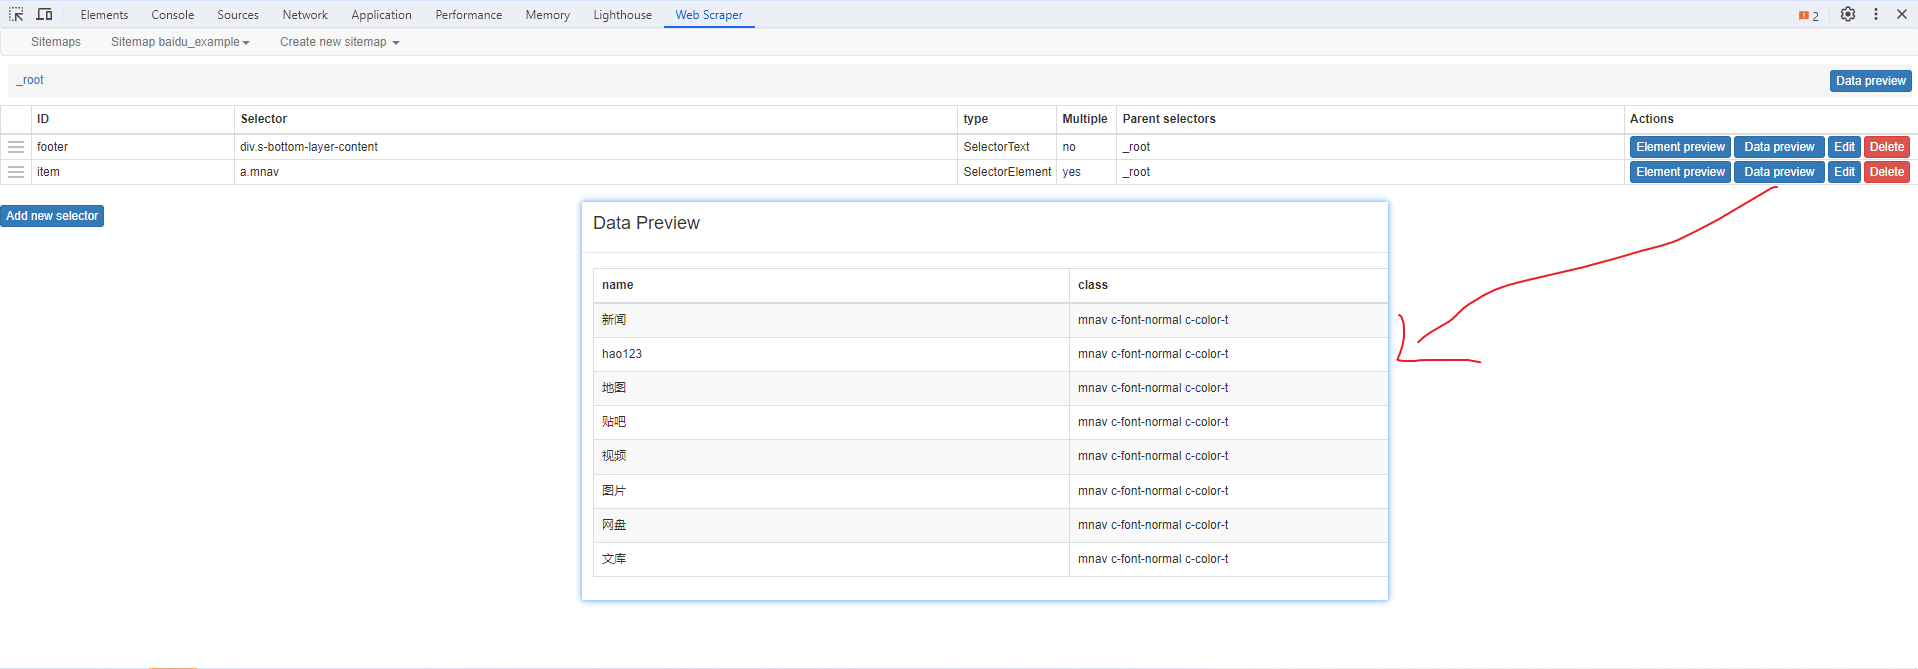 Elements Console Sources Network Application Performance Memory Lighthouse Web Scraper 2
Sitemaps Sitemap baidu_example Create new sitemap
_root Data preview
ID Selector type Multiple Parent selectors Actions
footer div.s-bottom-layer-content SelectorText no _root Element preview Data preview Edit Delete
item a.mnav SelectorElement yes _root Element preview Data preview Edit Delete
Add new selector
Data Preview
name class
新闻 mnav c-font-normal c-color-t
hao123 mnav c-font-normal c-color-t
地图 mnav c-font-normal c-color-t
贴吧 mnav c-font-normal c-color-t
视频 mnav c-font-normal c-color-t
图片 mnav c-font-normal c-color-t
网盘 mnav c-font-normal c-color-t
文库 mnav c-font-normal c-color-t